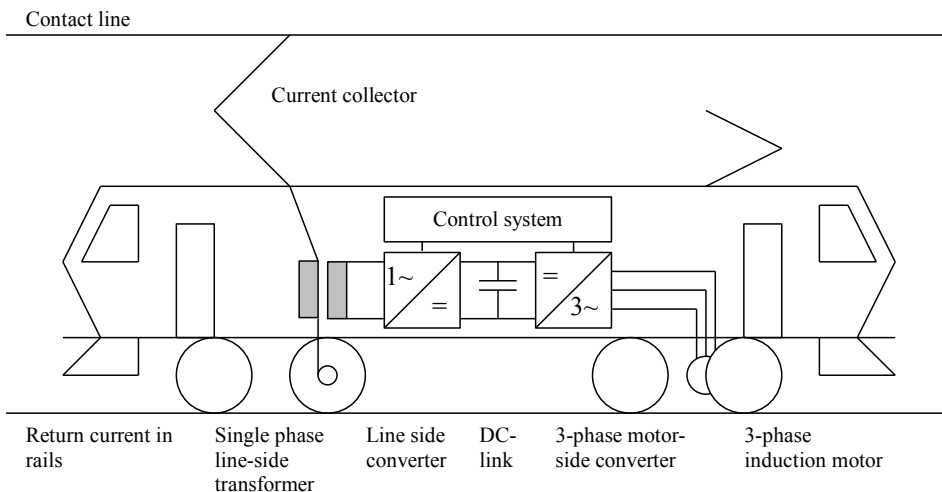 Contact line
Current collector
Control system
1~
=
=
3~
Return current in
rails
Single phase
line-side
transformer
Line side
converter
DC-
link
3-phase motor-
side converter
3-phase
induction motor